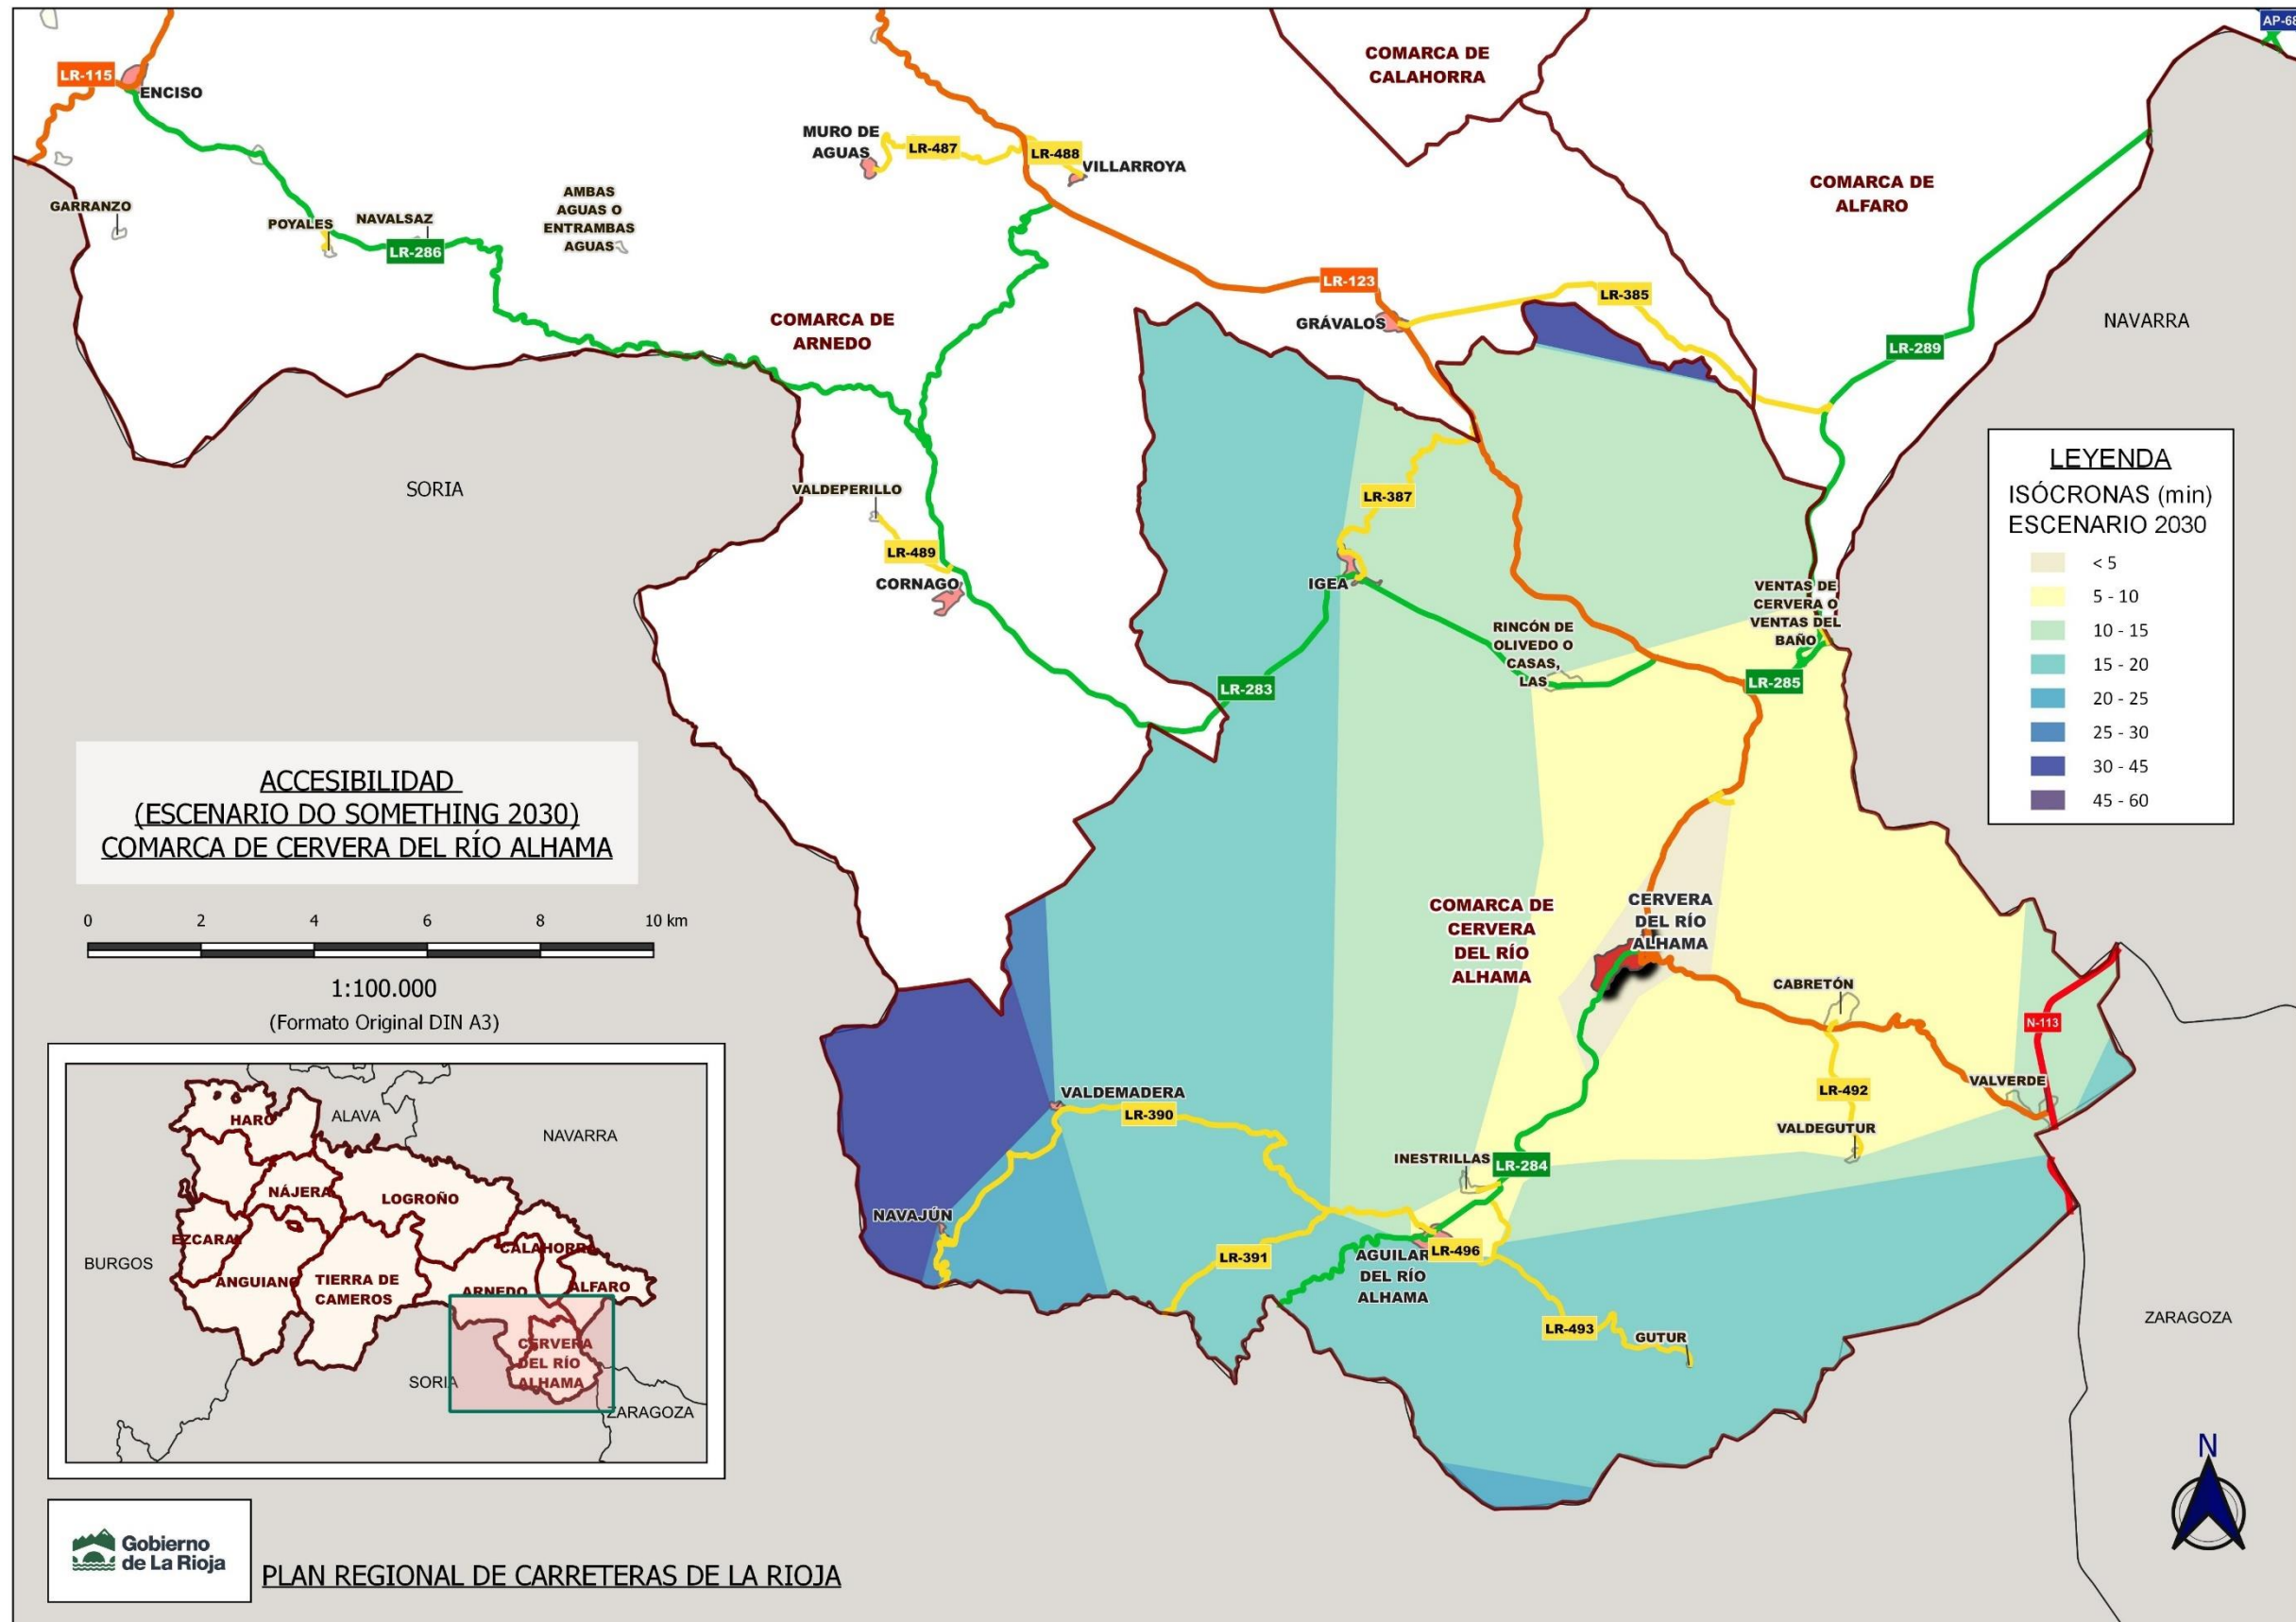 AP-68
LR-115
ENCISO
COMARCA DE
CALAHORRA
MURO DE
AGUAS
LR-487
LR-488
VILLARROYA
COMARCA DE
ALFARO
GARRANZO
POYALES
NAVALSAZ
LR-286
AMBAS
AGUAS O
ENTRAMBAS
AGUAS
COMARCA DE
ARNEDO
LR-123
LR-385
GRÁVALOS
NAVARRA
LR-289
SORIA
VALDEPERILLO
LR-489
CORNAGO
LR-387
IGEA
LR-283
RINCÓN DE
OLIVEDO O
CASAS,
LAS
VENTAS DE
CERVERA O
VENTAS DEL
BAÑO
LR-285
LEYENDA
ISÓCRONAS (min)
ESCENARIO 2030
< 5
5 - 10
10 - 15
15 - 20
20 - 25
25 - 30
30 - 45
45 - 60
ACCESIBILIDAD
(ESCENARIO DO SOMETHING 2030)
COMARCA DE CERVERA DEL RÍO ALHAMA
0 2 4 6 8 10 km
1:100.000
(Formato Original DIN A3)
COMARCA DE
CERVERA
DEL RÍO
ALHAMA
CERVERA
DEL RÍO
ALHAMA
CABRETÓN
N-113
LR-492
VALVERDE
VALDEGUTUR
VALDEMADERA
LR-390
INESTRILLAS
LR-284
NAVAJÚN
LR-391
AGUILAR
DEL RÍO
ALHAMA
LR-496
LR-493
GUTUR
ZARAGOZA
HARO
ALAVA
NAVARRA
NÁJERA
LOGROÑO
EZCARAY
BURGOS
CALAHORRA
ANGUIANO
TIERRA DE
CAMEROS
ARNEDO
ALFARO
CERVERA
DEL RÍO
ALHAMA
SORIA
ZARAGOZA
N
Gobierno
de La Rioja
PLAN REGIONAL DE CARRETERAS DE LA RIOJA